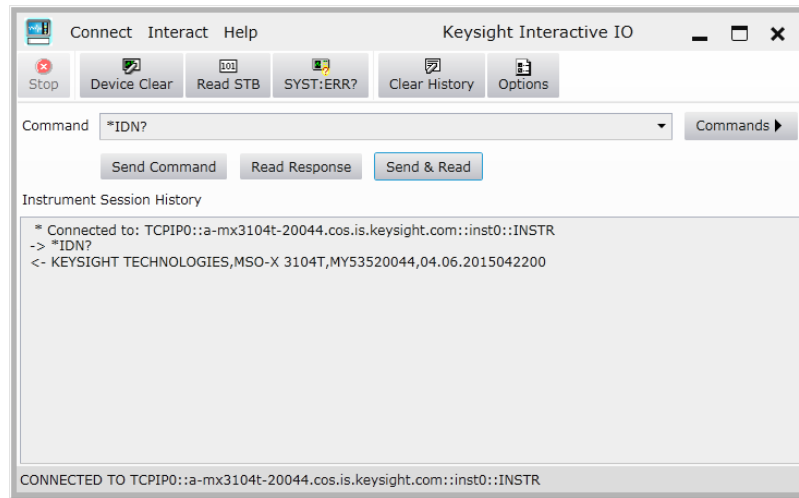 Connect Interact Help Keysight Interactive IO
Stop Device Clear Read STB SYST:ERR? Clear History Options
Command *IDN? Commands
Send Command Read Response Send & Read
Instrument Session History
* Connected to: TCPIP0::a-mx3104t-20044.cos.is.keysight.com::inst0::INSTR
-> *IDN?
<- KEYSIGHT TECHNOLOGIES,MSO-X 3104T,MY53520044,04.06.2015042200
CONNECTED TO TCPIP0::a-mx3104t-20044.cos.is.keysight.com::inst0::INSTR